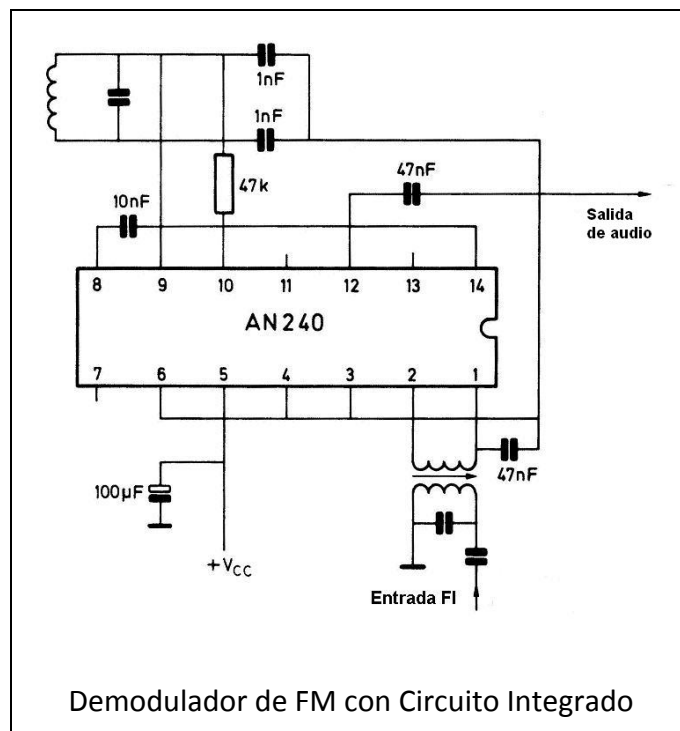 1nF
1nF
47k
47nF
10nF
Salida
de audio
8 9 10 11 12 13 14
AN240
7 6 5 4 3 2 1
47nF
100µF
+VCC
Entrada FI
Demodulador de FM con Circuito Integrado